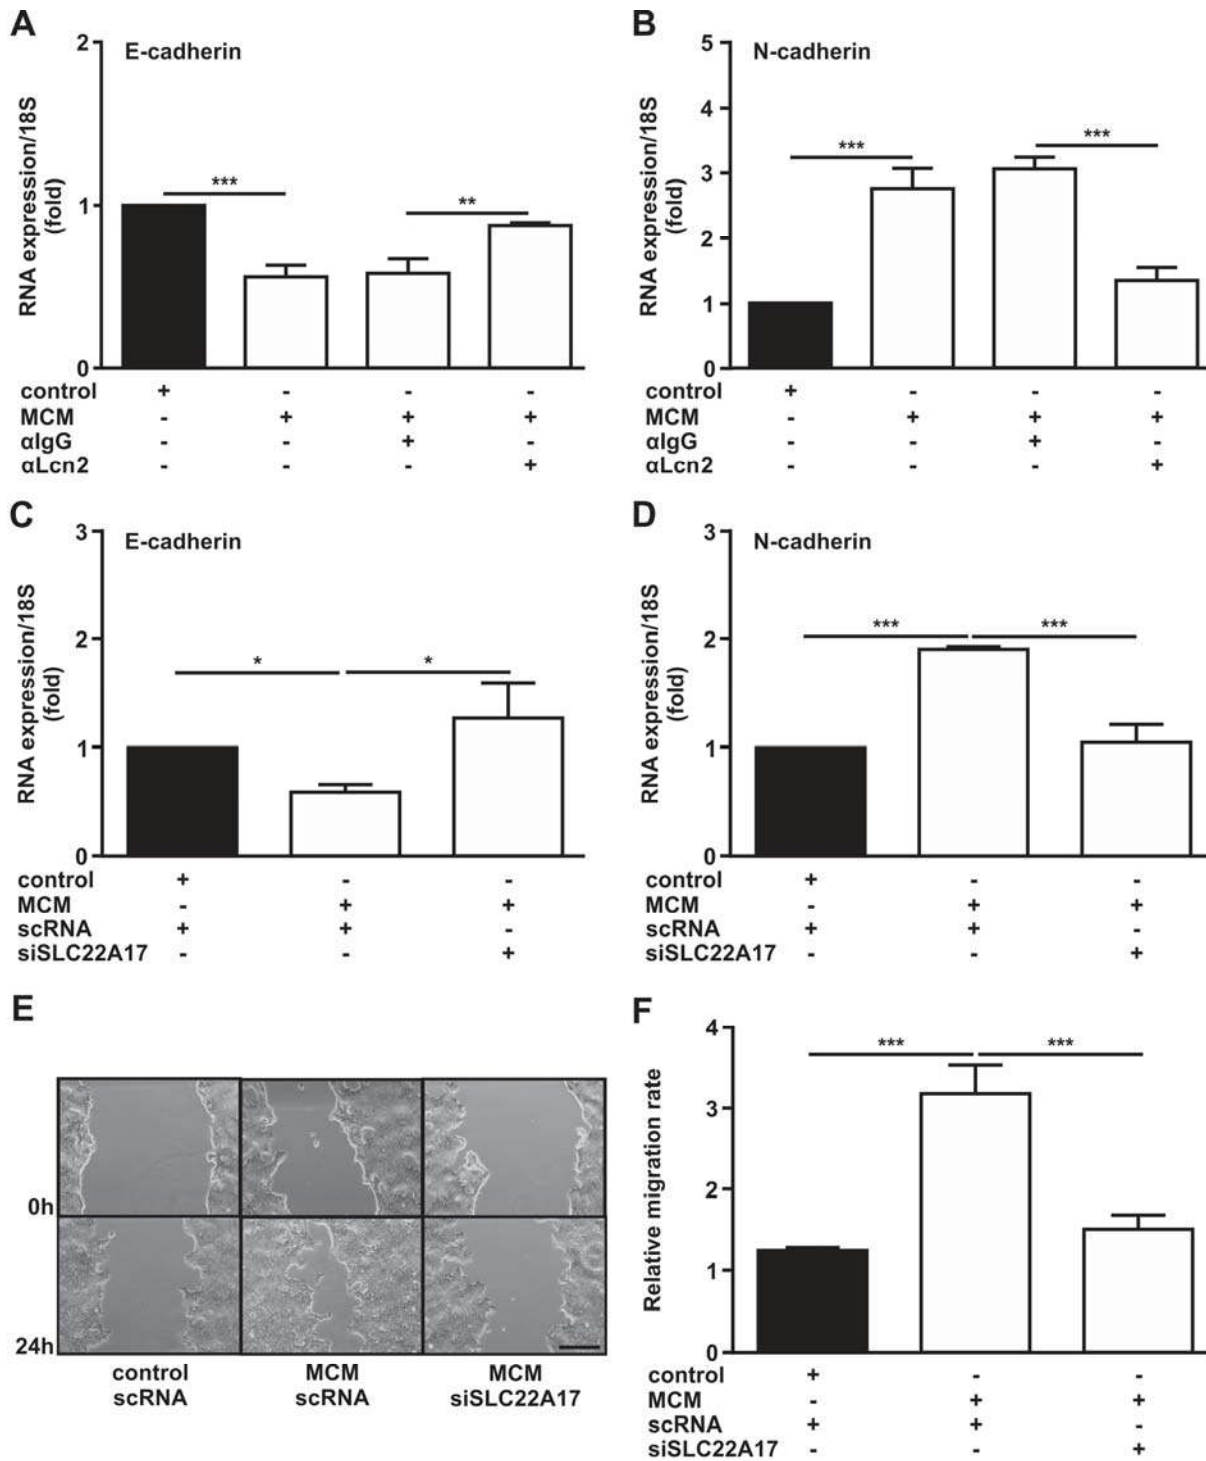 A
E-cadherin
RNA expression/18S
(fold)
2
1
0
***
**
control + - - -
MCM - + + +
αIgG - - + -
αLcn2 - - - +
B
N-cadherin
RNA expression/18S
(fold)
5
4
3
2
1
0
***
***
control + - - -
MCM - + + +
αIgG - - + -
αLcn2 - - - +
C
E-cadherin
RNA expression/18S
(fold)
3
2
1
0
*
*
control + - -
MCM - + +
scRNA + + -
siSLC22A17 - - +
D
N-cadherin
RNA expression/18S
(fold)
3
2
1
0
***
***
control + - -
MCM - + +
scRNA + + -
siSLC22A17 - - +
E
0h
24h
control
scRNA
MCM
scRNA
MCM
siSLC22A17
F
Relative migration rate
4
3
2
1
0
***
***
control + - -
MCM - + +
scRNA + + -
siSLC22A17 - - +